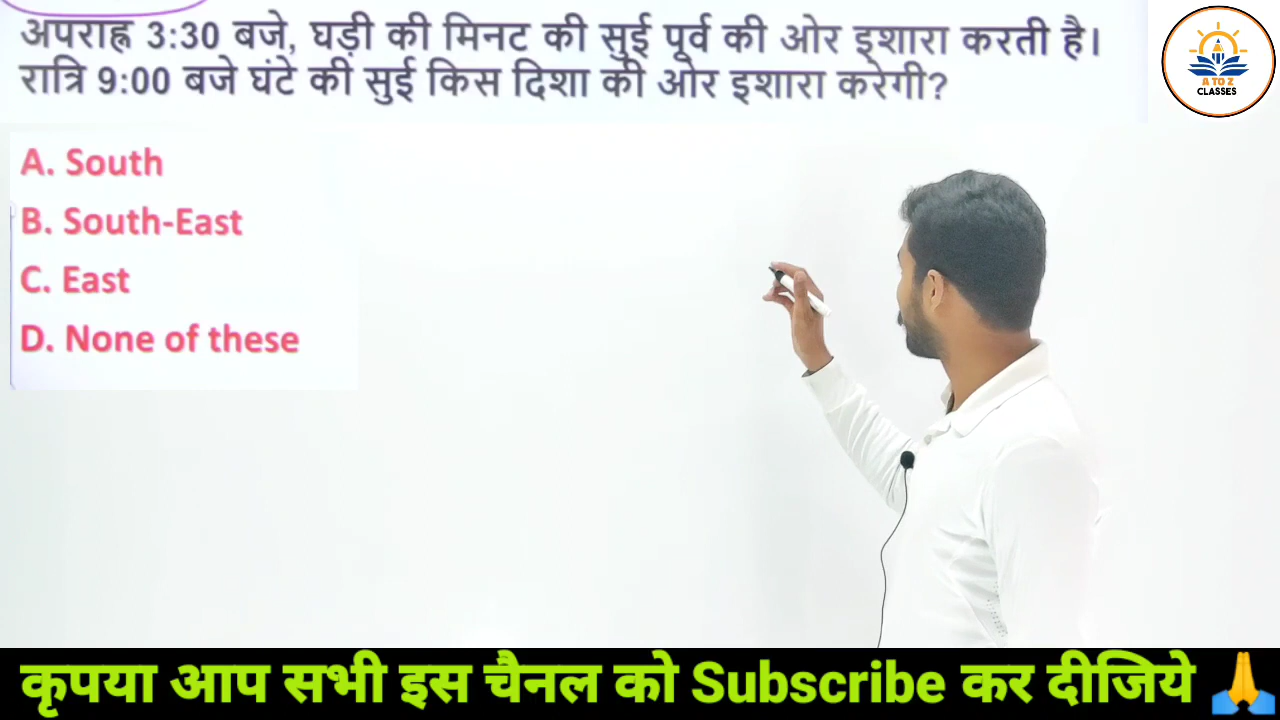 अपराह्न 3:30 बजे, घड़ी की मिनट की सुई पूर्व की ओर इशारा करती है।
रात्रि 9:00 बजे घंटे की सुई किस दिशा की ओर इशारा करेगी?
A TO Z
CLASSES
A. South
B. South-East
C. East
D. None of these
कृपया आप सभी इस चैनल को Subscribe कर दीजिये 🙏